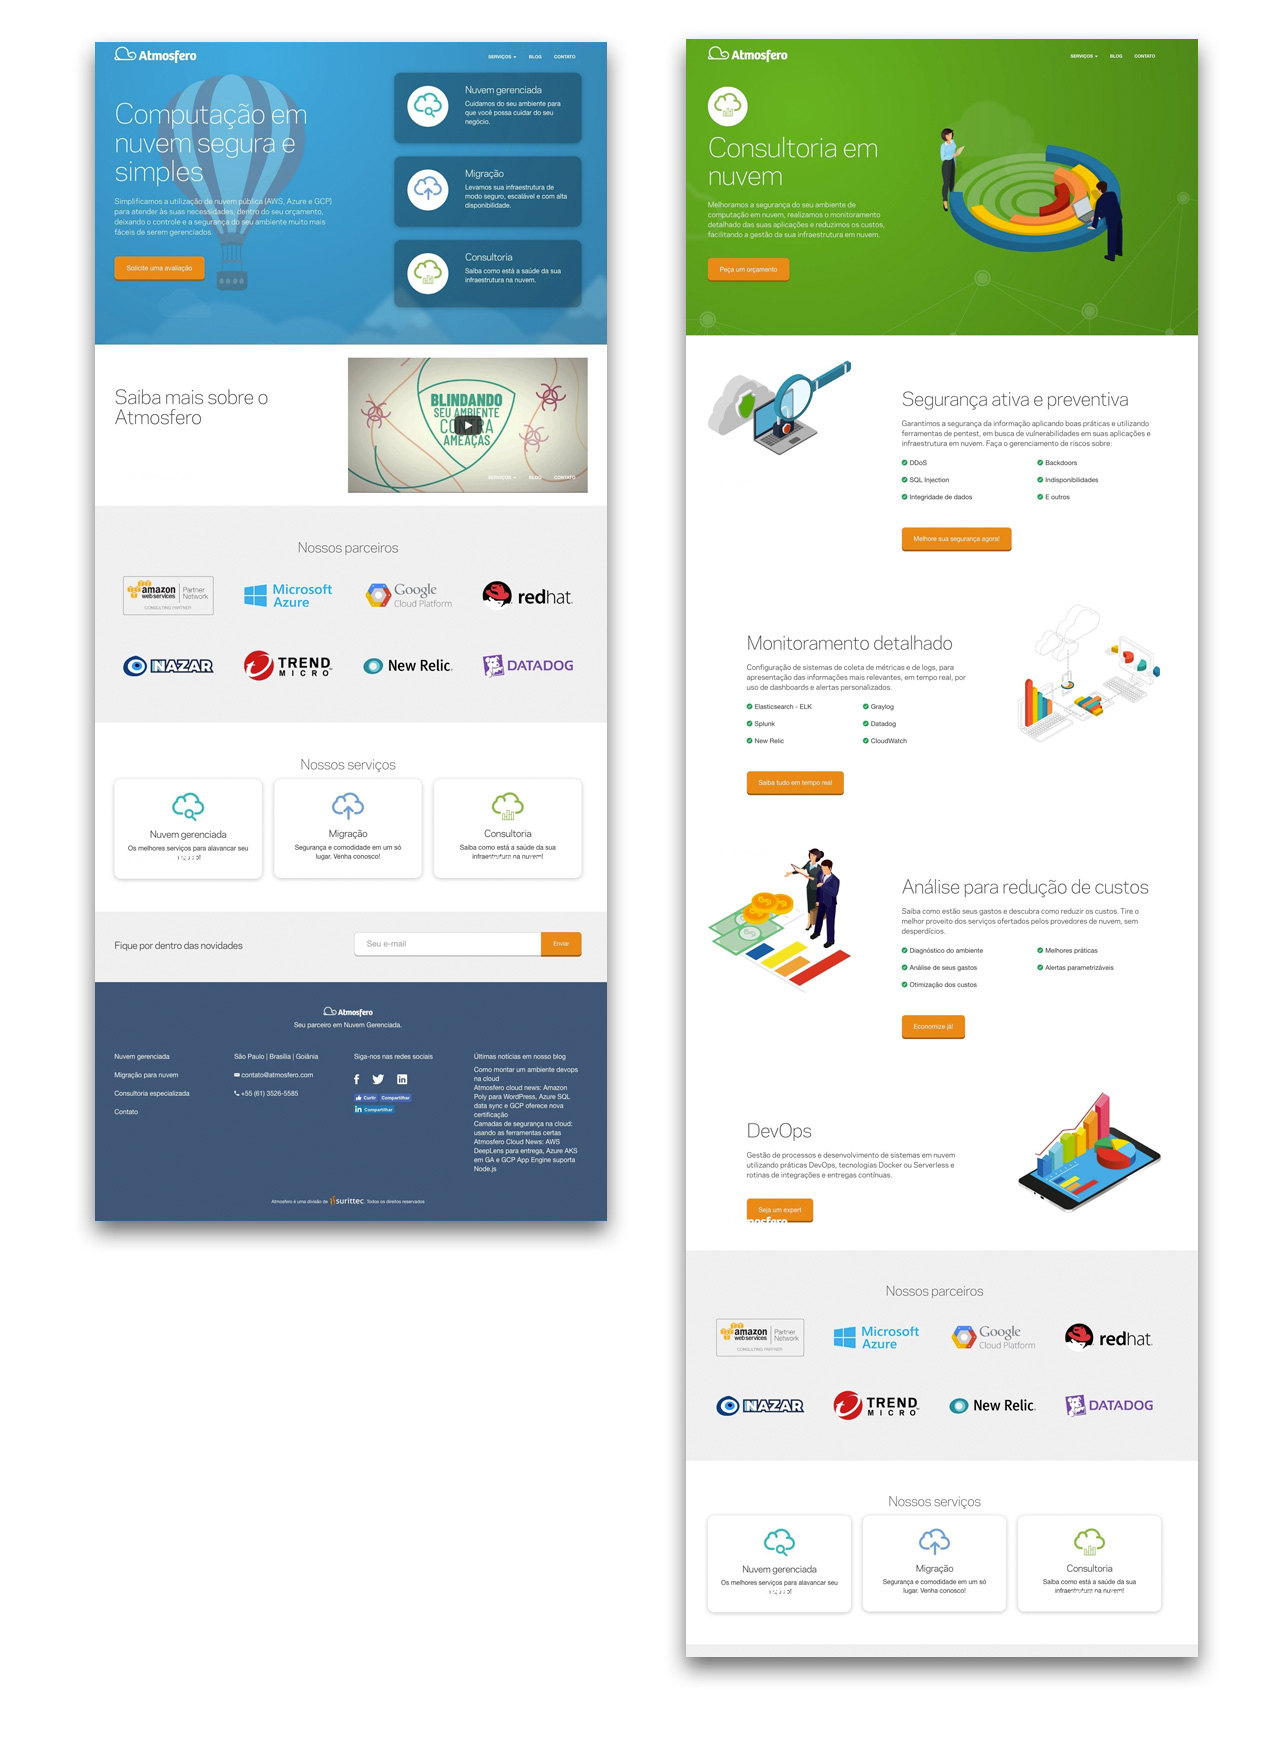 Atmosfero
SERVIÇOS
BLOG
CONTATO
Computação em
nuvem segura e
simples
Simplificamos a utilização de nuvem pública (AWS, Azure e GCP)
para atender às suas necessidades, dentro do seu orçamento,
deixando o controle e a segurança do seu ambiente muito mais
fáceis de serem gerenciados.
Solicite uma avaliação
Nuvem gerenciada
Cuidamos do seu ambiente para
que você possa cuidar do seu
negócio.
Migração
Levamos sua infraestrutura de
modo seguro, escalável e com alta
disponibilidade.
Consultoria
Saiba como está a saúde da sua
infraestrutura na nuvem.
Saiba mais sobre o
Atmosfero
BLINDANDO
SEU AMBIENTE
CONTRA
AMEAÇAS
SERVIÇOS
BLOG
CONTATO
Nossos parceiros
amazon
webservices
Partner
Network
CONSULTING PARTNER
Microsoft
Azure
Google
Cloud Platform
redhat.
NAZAR
TREND
MICRO
New Relic.
DATADOG
Nossos serviços
Nuvem gerenciada
Os melhores serviços para alavancar seu
Migração
Segurança e comodidade em um só
lugar. Venha conosco!
Consultoria
Saiba como está a saúde da sua
infraestrutura na nuvem!
Fique por dentro das novidades
Seu e-mail
Enviar
Atmosfero
Seu parceiro em Nuvem Gerenciada.
Nuvem gerenciada
Migração para nuvem
Consultoria especializada
Contato
São Paulo | Brasília | Goiânia
contato@atmosfero.com
+55 (61) 3526-5585
Siga-nos nas redes sociais
Curtir
Compartilhar
Compartilhar
Últimas notícias em nosso blog
Como montar um ambiente devops
na cloud
Atmosfero cloud news: Amazon
Poly para WordPress, Azure SQL
data sync e GCP oferece nova
certificação
Camadas de segurança na cloud:
usando as ferramentas certas
Atmosfero Cloud News: AWS
DeepLens para entrega, Azure AKS
em GA e GCP App Engine suporta
Node.js
Atmosfero é uma divisão de surittec. Todos os direitos reservados
Atmosfero
SERVIÇOS
BLOG
CONTATO
Consultoria em
nuvem
Melhoramos a segurança do seu ambiente de
computação em nuvem, realizamos o monitoramento
detalhado das suas aplicações e reduzimos os custos,
facilitando a gestão da sua infraestrutura em nuvem.
Peça um orçamento
Segurança ativa e preventiva
Garantimos a segurança da informação aplicando boas práticas e utilizando
ferramentas de pentest, em busca de vulnerabilidades em suas aplicações e
infraestrutura em nuvem. Faça o gerenciamento de riscos sobre:
DDoS
Backdoors
SQL Injection
Indisponibilidades
Integridade de dados
E outros
Melhore sua segurança agora!
Monitoramento detalhado
Configuração de sistemas de coleta de métricas e de logs, para
apresentação das informações mais relevantes, em tempo real, por
uso de dashboards e alertas personalizados.
Elasticsearch - ELK
Graylog
Splunk
Datadog
New Relic
CloudWatch
Saiba tudo em tempo real
Análise para redução de custos
Saiba como estão seus gastos e descubra como reduzir os custos. Tire o
melhor proveito dos serviços ofertados pelos provedores de nuvem, sem
desperdícios.
Diagnóstico do ambiente
Melhores práticas
Análise de seus gastos
Alertas parametrizáveis
Otimização dos custos
Economize já!
DevOps
Gestão de processos e desenvolvimento de sistemas em nuvem
utilizando práticas DevOps, tecnologias Docker ou Serverless e
rotinas de integrações e entregas contínuas.
Seja um expert
Nossos parceiros
amazon
webservices
Partner
Network
CONSULTING PARTNER
Microsoft
Azure
Google
Cloud Platform
redhat.
NAZAR
TREND
MICRO
New Relic.
DATADOG
Nossos serviços
Nuvem gerenciada
Os melhores serviços para alavancar seu
Migração
Segurança e comodidade em um só
lugar. Venha conosco!
Consultoria
Saiba como está a saúde da sua
infraestrutura na nuvem!